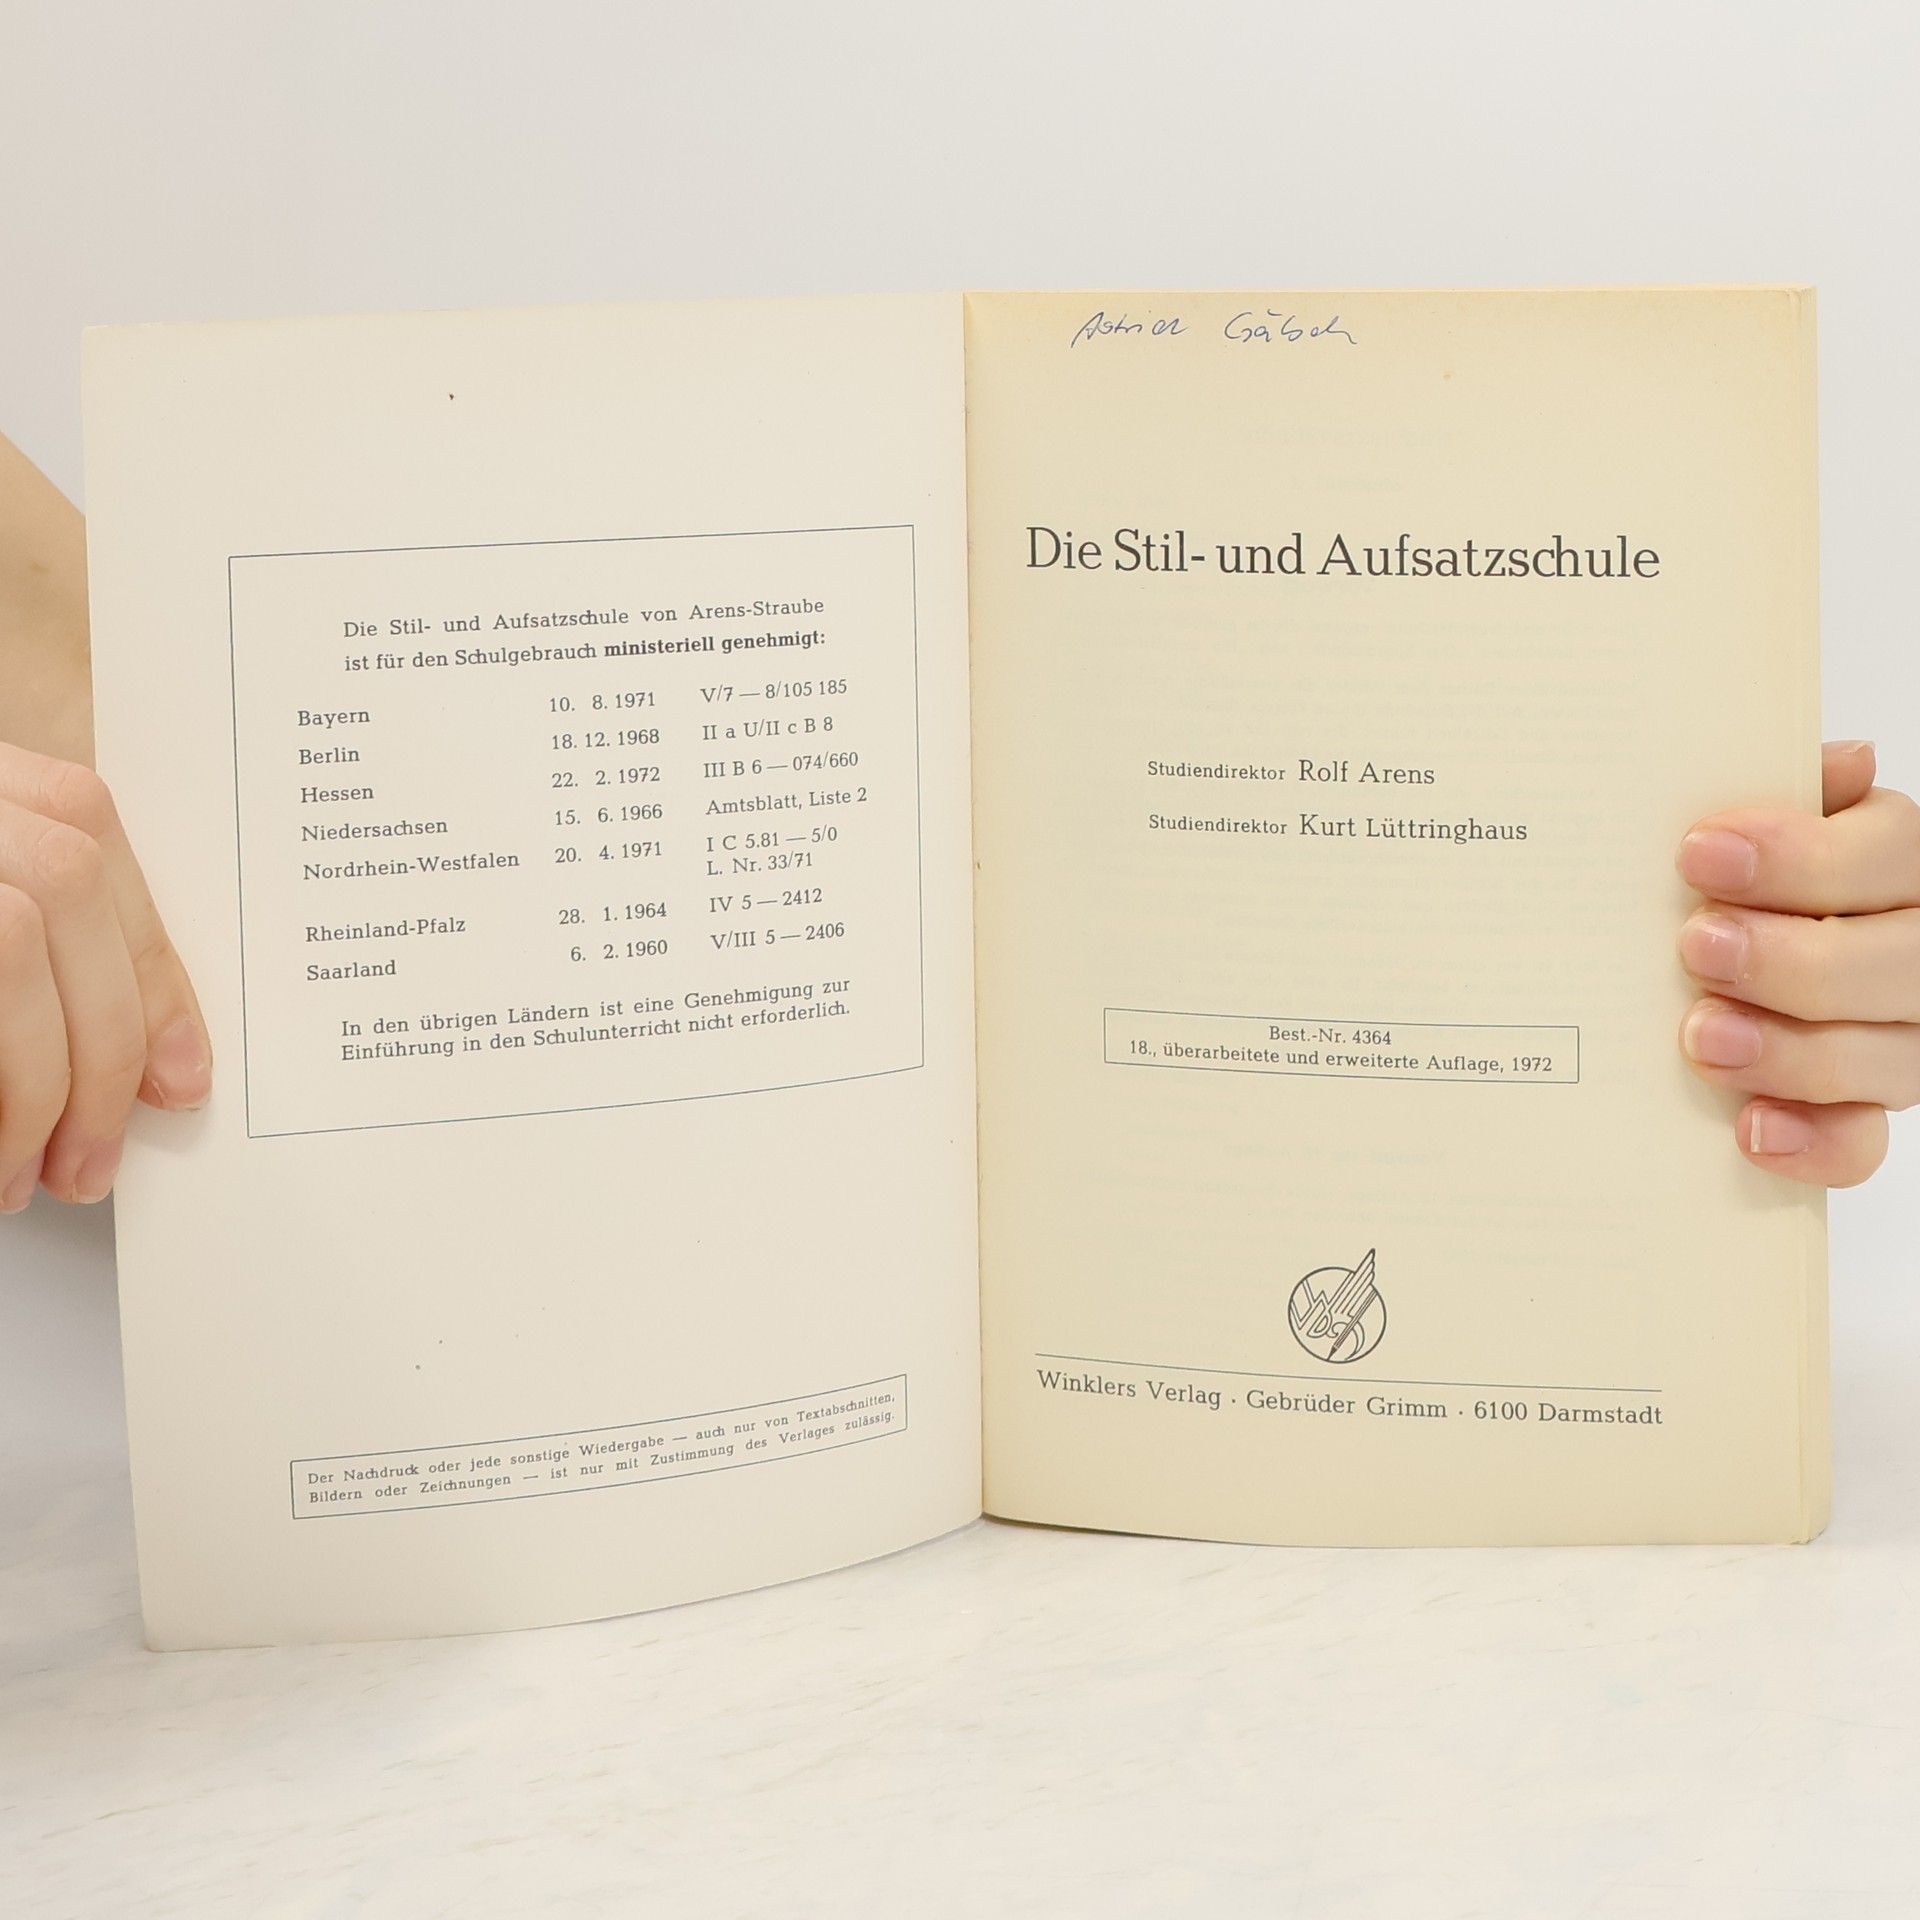 Die Stil- und Aufsatzschule von Arens-Straube
ist für den Schulgebrauch ministeriell genehmigt:
Bayern 10. 8. 1971 V/7 — 8/105 185
Berlin 18. 12. 1968 II a U/II c B 8
Hessen 22. 2. 1972 III B 6 — 074/660
Niedersachsen 15. 6. 1966 Amtsblatt, Liste 2
Nordrhein-Westfalen 20. 4. 1971 I C 5.81 — 5/0
L. Nr. 33/71
Rheinland-Pfalz 28. 1. 1964 IV 5 — 2412
Saarland 6. 2. 1960 V/III 5 — 2406
In den übrigen Ländern ist eine Genehmigung zur
Einführung in den Schulunterricht nicht erforderlich.
Der Nachdruck oder jede sonstige Wiedergabe — auch nur von Textabschnitten,
Bildern oder Zeichnungen — ist nur mit Zustimmung des Verlages zulässig.
Astrid
Die Stil- und Aufsatzschule
Studiendirektor Rolf Arens
Studiendirektor Kurt Lüttringhaus
Best.-Nr. 4364
18., überarbeitete und erweiterte Auflage, 1972
Winklers Verlag · Gebrüder Grimm · 6100 Darmstadt